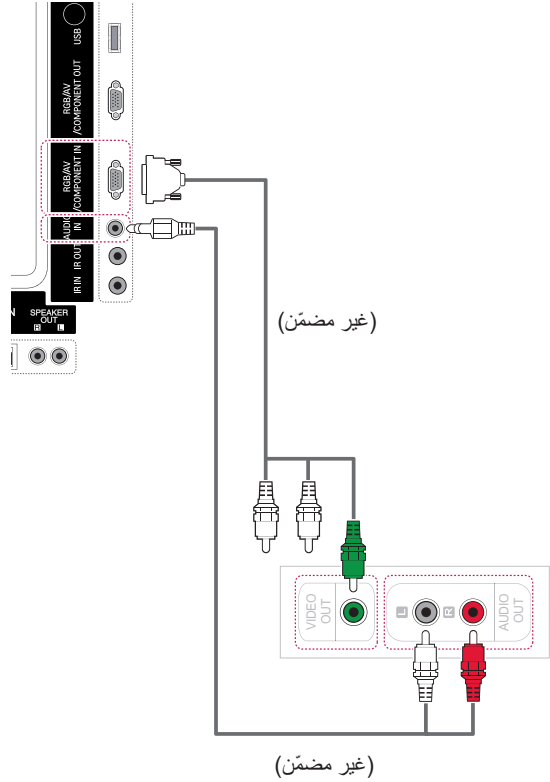 USB
RGB/AV
/COMPONENT OUT
RGB/AV
/COMPONENT IN
AUDIO
IN
IR OUT
IR IN
N
SPEAKER
OUT
R L
(غير مضمّن)
VIDEO
OUT
L
R
AUDIO
OUT
(غير مضمّن)